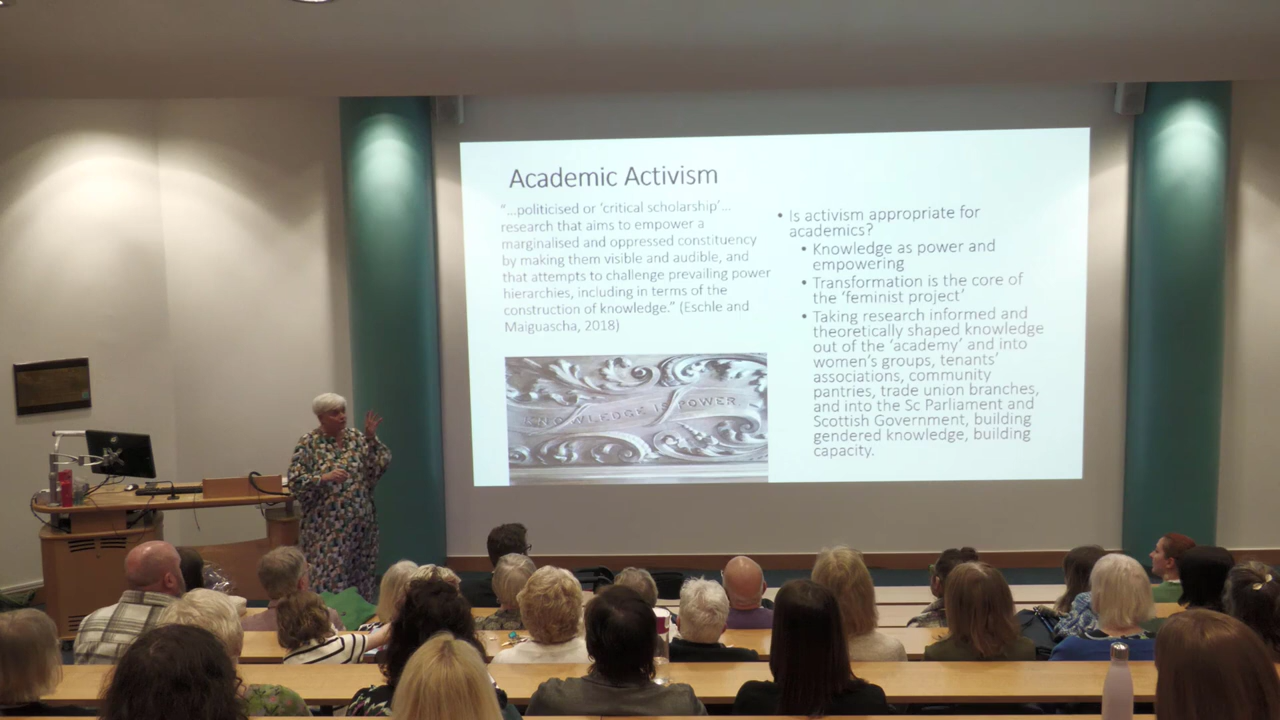 Academic Activism
"...politicised or 'critical scholarship'...
research that aims to empower a
marginalised and oppressed constituency
by making them visible and audible, and
that attempts to challenge prevailing power
hierarchies, including in terms of the
construction of knowledge." (Eschle and
Maiguascha, 2018)
KNOWLEDGE IS POWER
• Is activism appropriate for
academics?
• Knowledge as power and
empowering
• Transformation is the core of
the 'feminist project'
• Taking research informed and
theoretically shaped knowledge
out of the 'academy' and into
women's groups, tenants'
associations, community
pantries, trade union branches,
and into the Sc Parliament and
Scottish Government, building
gendered knowledge, building
capacity.